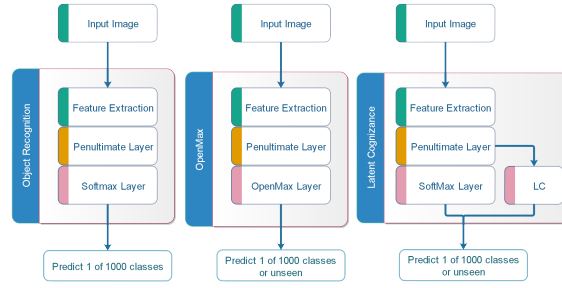 Input Image
Object Recognition
Feature Extraction
Penultimate Layer
Softmax Layer
Predict 1 of 1000 classes
Input Image
OpenMax
Feature Extraction
Penultimate Layer
OpenMax Layer
Predict 1 of 1000 classes
or unseen
Input Image
Latent Cognizance
Feature Extraction
Penultimate Layer
SoftMax Layer
LC
Predict 1 of 1000 classes
or unseen